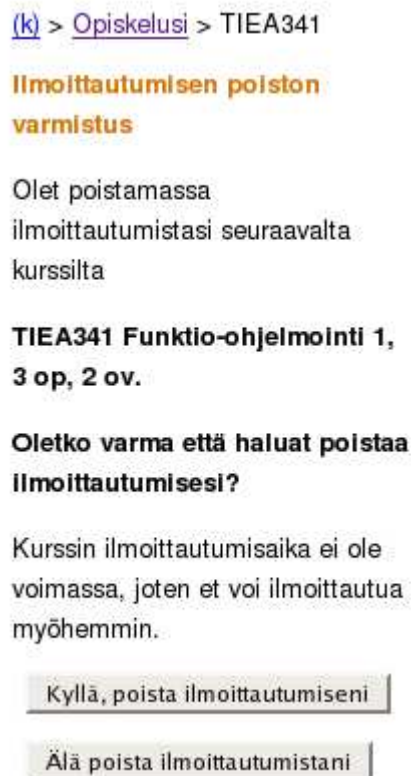 (k) > Opiskelusi > TIEA341
Ilmoittautumisen poiston
varmistus
Olet poistamassa
ilmoittautumistasi seuraavalta
kurssilta
TIEA341 Funktio-ohjelmointi 1,
3 op, 2 ov.
Oletko varma että haluat poistaa
ilmoittautumisesi?
Kurssin ilmoittautumisaika ei ole
voimassa, joten et voi ilmoittautua
myöhemmin.
Kyllä, poista ilmoittautumiseni
Älä poista ilmoittautumistani